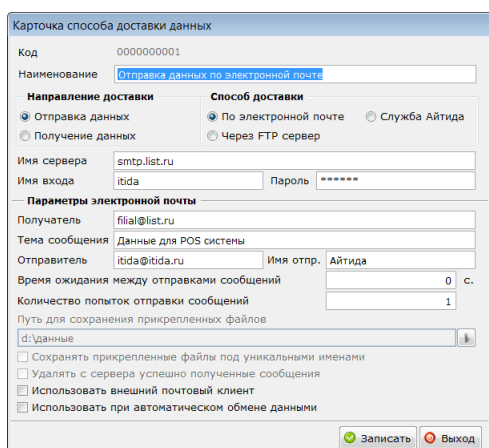 Карточка способа доставки данных
Код 0000000001
Наименование Отправка данных по электронной почте
Направление доставки Способ доставки
Отправка данных По электронной почте Служба Айтида
Получение данных Через FTP сервер
Имя сервера smtp.list.ru
Имя входа itida Пароль ******
Параметры электронной почты
Получатель filial@list.ru
Тема сообщения Данные для POS системы
Отправитель itida@itida.ru Имя отпр. Айтида
Время ожидания между отправками сообщений 0 с.
Количество попыток отправки сообщений 1
Путь для сохранения прикрепленных файлов
d:\данные
Сохранять прикрепленные файлы под уникальными именами
Удалять с сервера успешно полученные сообщения
Использовать внешний почтовый клиент
Использовать при автоматическом обмене данными
Записать Выход